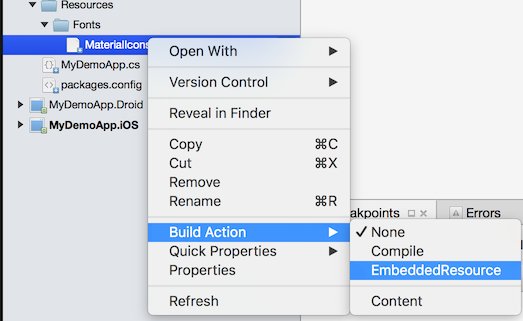 Resources
Fonts
MaterialIcons
MyDemoApp.cs
packages.config
MyDemoApp.Droid
MyDemoApp.iOS
Open With
Version Control
Reveal in Finder
Copy ⌘C
Cut ⌘X
Remove
Rename ⌘R
Build Action
Quick Properties
Properties
Refresh
akpoints
Errors
None
Compile
EmbeddedResource
Content